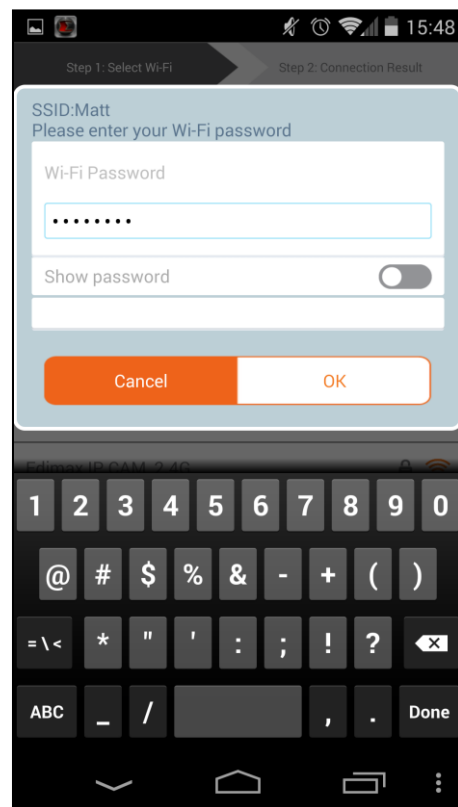 15:48
Step 1: Select Wi-Fi Step 2: Connection Result
SSID:Matt
Please enter your Wi-Fi password
Wi-Fi Password
••••••••
Show password
Cancel OK
Edimax IP CAM 2.4G
1 2 3 4 5 6 7 8 9 0
@ # $ % & - + ( )
=\< * " ' : ; ! ?
ABC _ / , . Done